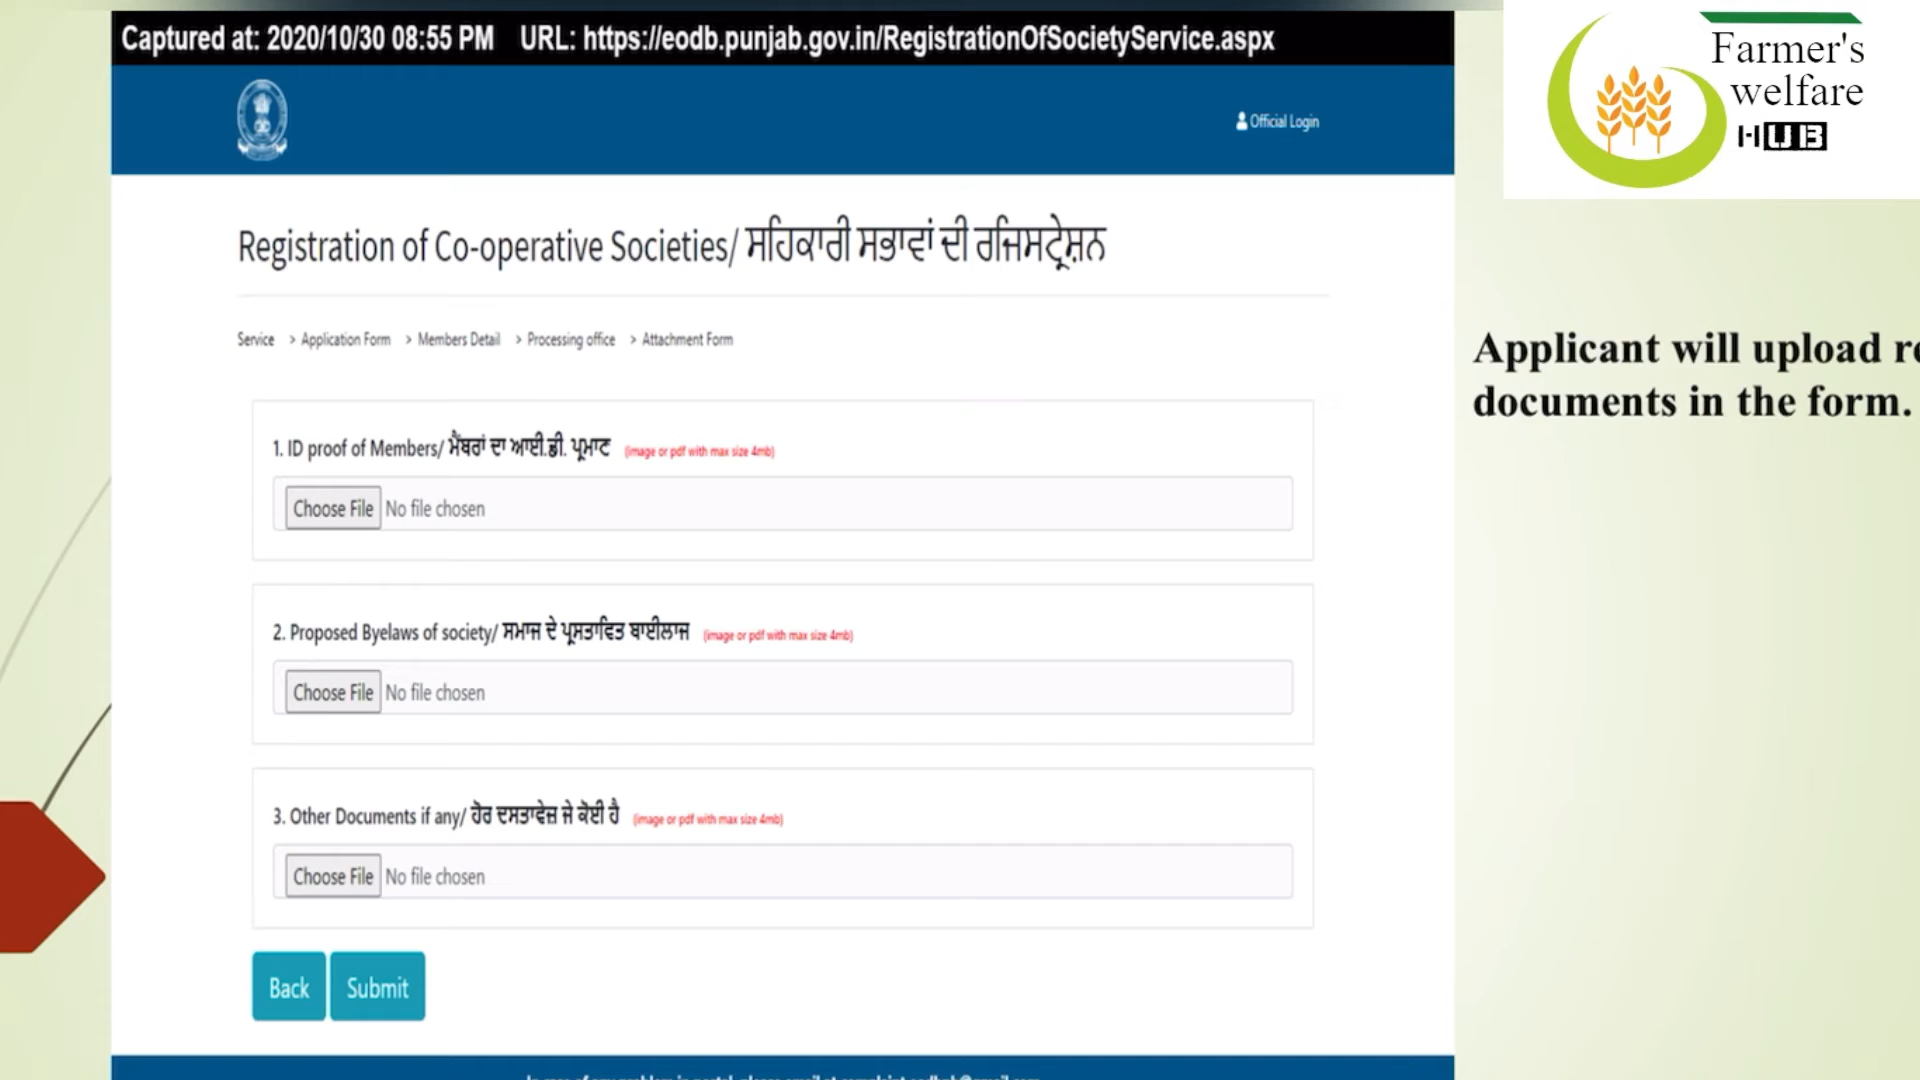 Captured at: 2020/10/30 08:55 PM URL: https://eodb.punjab.gov.in/RegistrationOfSocietyService.aspx
Farmer's
welfare
HUB
Official Login
Registration of Co-operative Societies/ ਸਹਿਕਾਰੀ ਸਭਾਵਾਂ ਦੀ ਰਜਿਸਟ੍ਰੇਸ਼ਨ
Service > Application Form > Members Detail > Processing office > Attachment Form
Applicant will upload
documents in the form.
1. ID proof of Members/ ਮੈਂਬਰਾਂ ਦਾ ਆਈ.ਡੀ. ਪ੍ਰਮਾਣ (image or pdf with max size 4mb)
Choose File No file chosen
2. Proposed Byelaws of society/ ਸਮਾਜ ਦੇ ਪ੍ਰਸਤਾਵਿਤ ਬਾਈਲਾਜ (image or pdf with max size 4mb)
Choose File No file chosen
3. Other Documents if any/ ਹੋਰ ਦਸਤਾਵੇਜ਼ ਜੇ ਕੋਈ ਹੈ (image or pdf with max size 4mb)
Choose File No file chosen
Back Submit